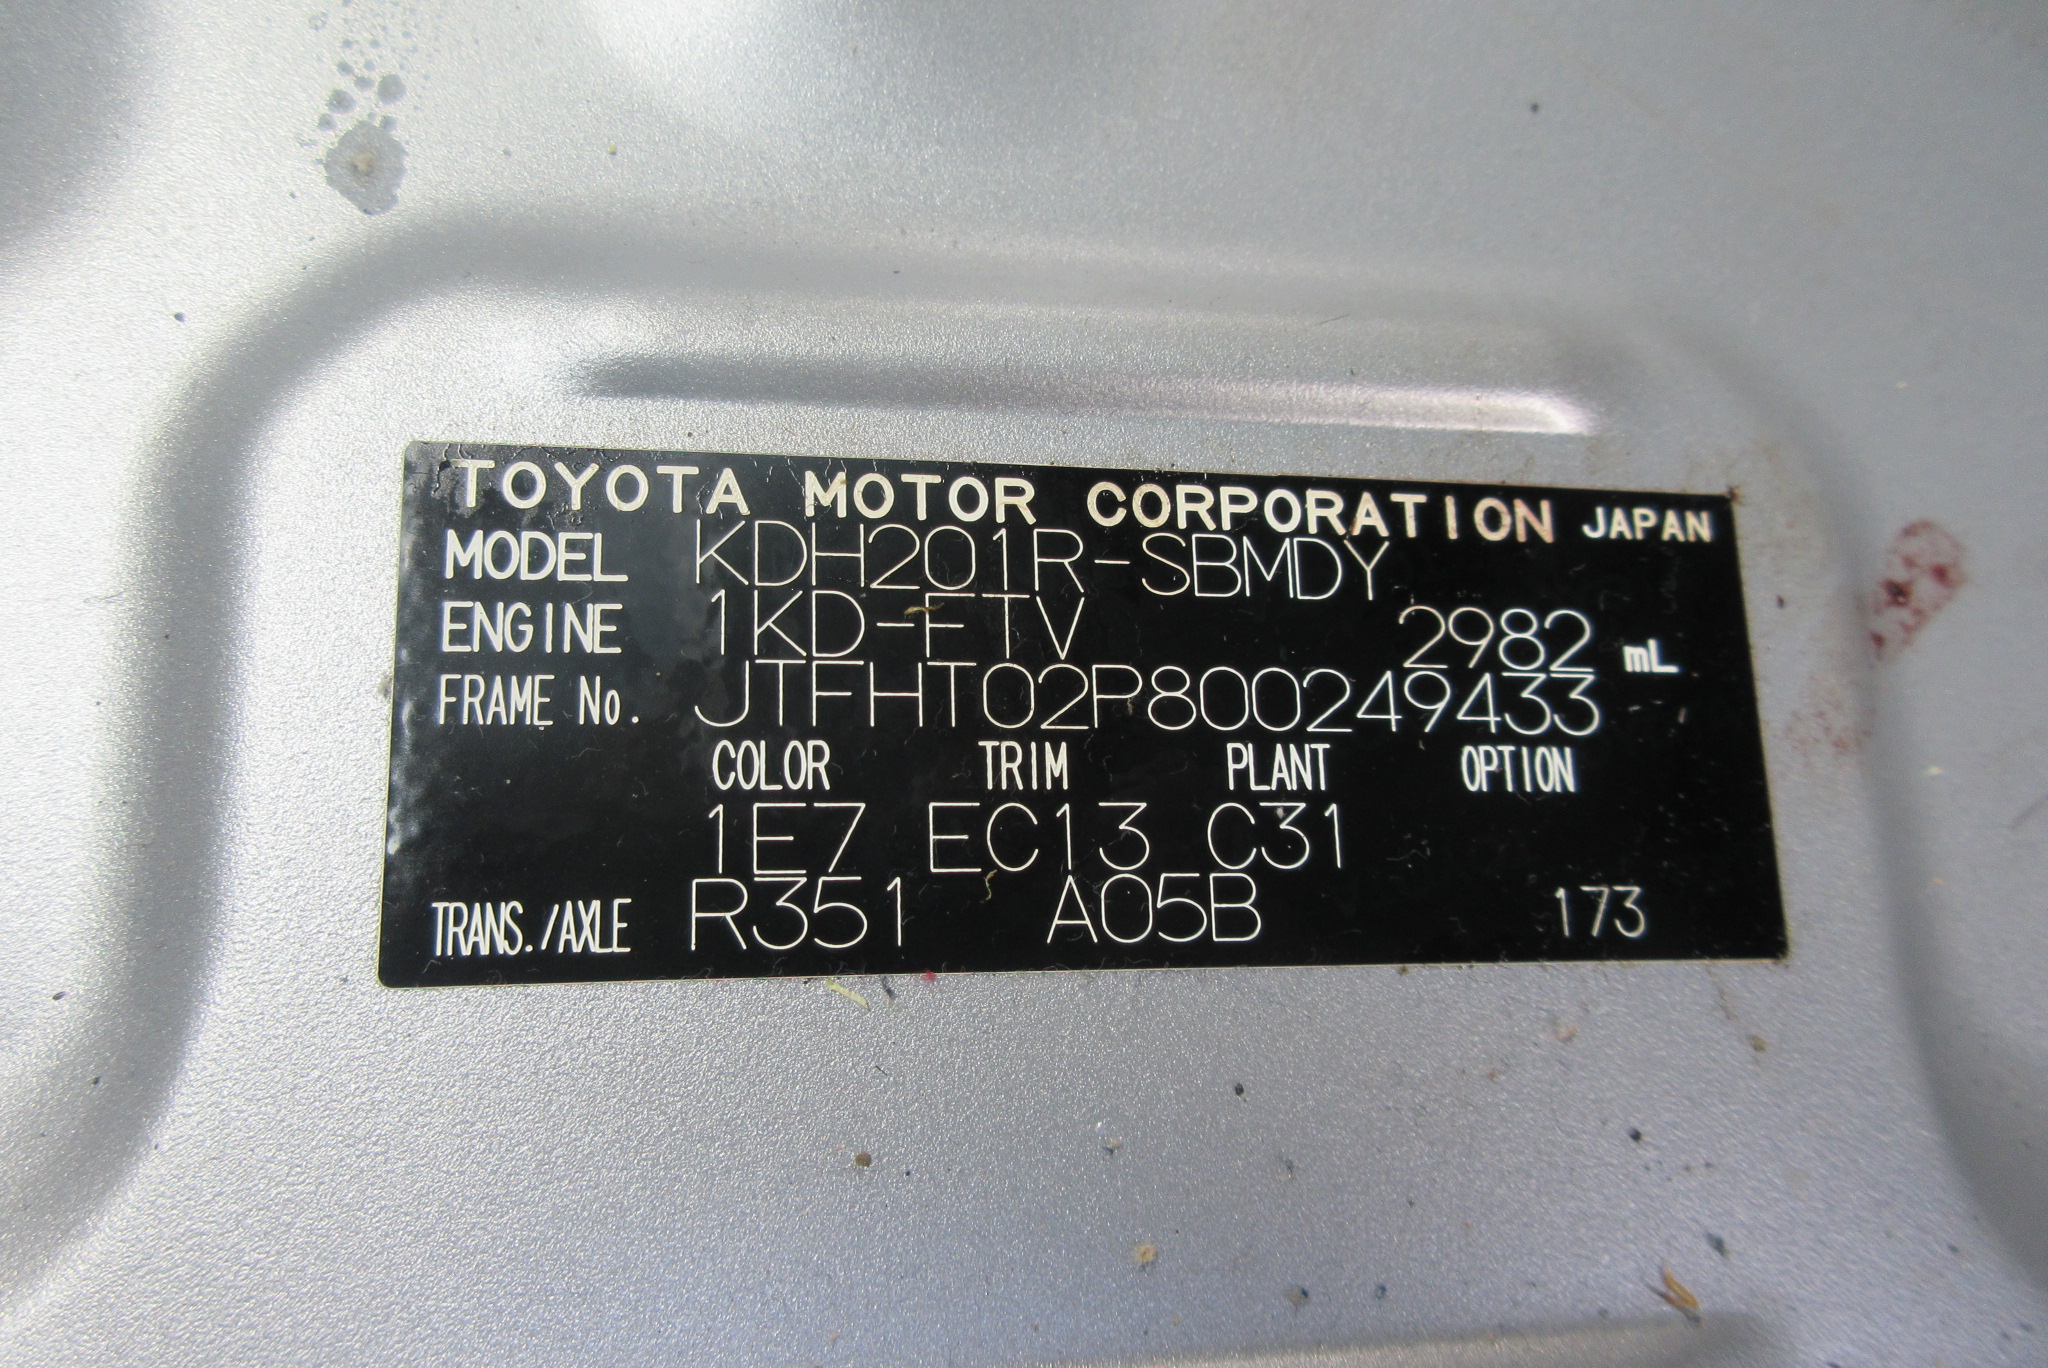 TOYOTA MOTOR CORPORATION JAPAN
MODEL KDH201R-SBMDY
ENGINE 1KD-FTV 2982 mL
FRAME No. JTFHT02P800249433
COLOR TRIM PLANT OPTION
1E7 EC13 C31
TRANS./AXLE R351 A05B 173